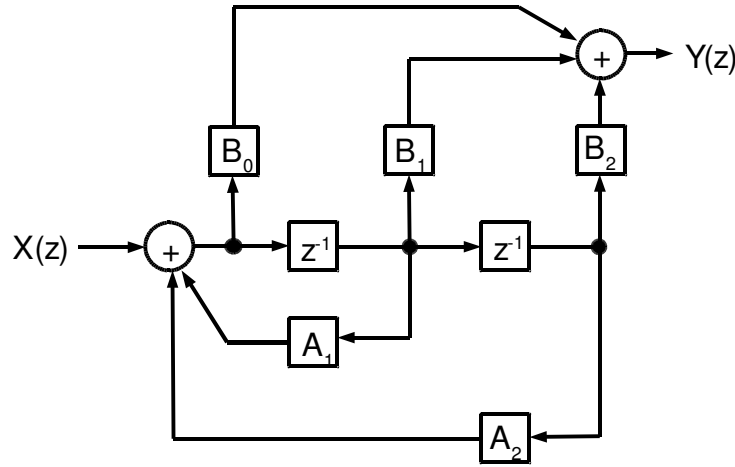 + Y(z)
B₀ B₁ B₂
X(z) + z⁻¹ z⁻¹
A₁
A₂